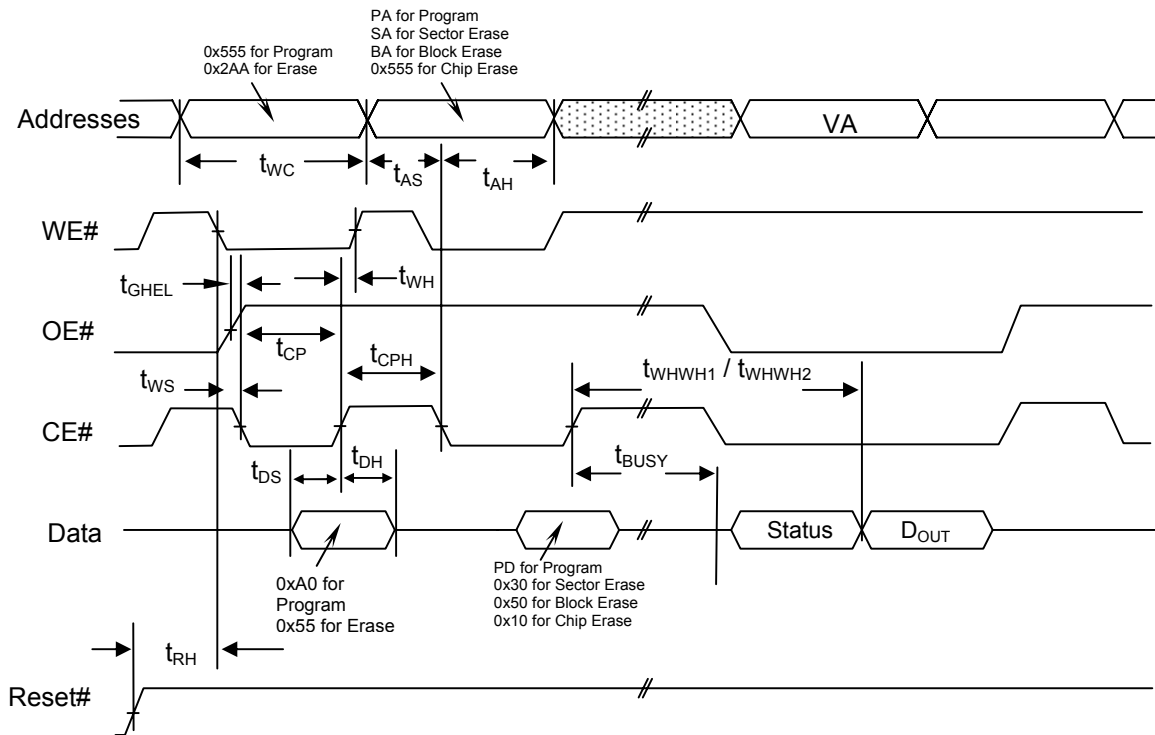 PA for Program
SA for Sector Erase
BA for Block Erase
0x555 for Chip Erase
0x555 for Program
0x2AA for Erase
Addresses
VA
tWC
tAS
tAH
WE#
tGHEL
tWH
OE#
tCP
tCPH
tWHWH1 / tWHWH2
tWS
CE#
tDS
tDH
tBUSY
Data
Status
DOUT
0xA0 for
Program
0x55 for Erase
PD for Program
0x30 for Sector Erase
0x50 for Block Erase
0x10 for Chip Erase
tRH
Reset#